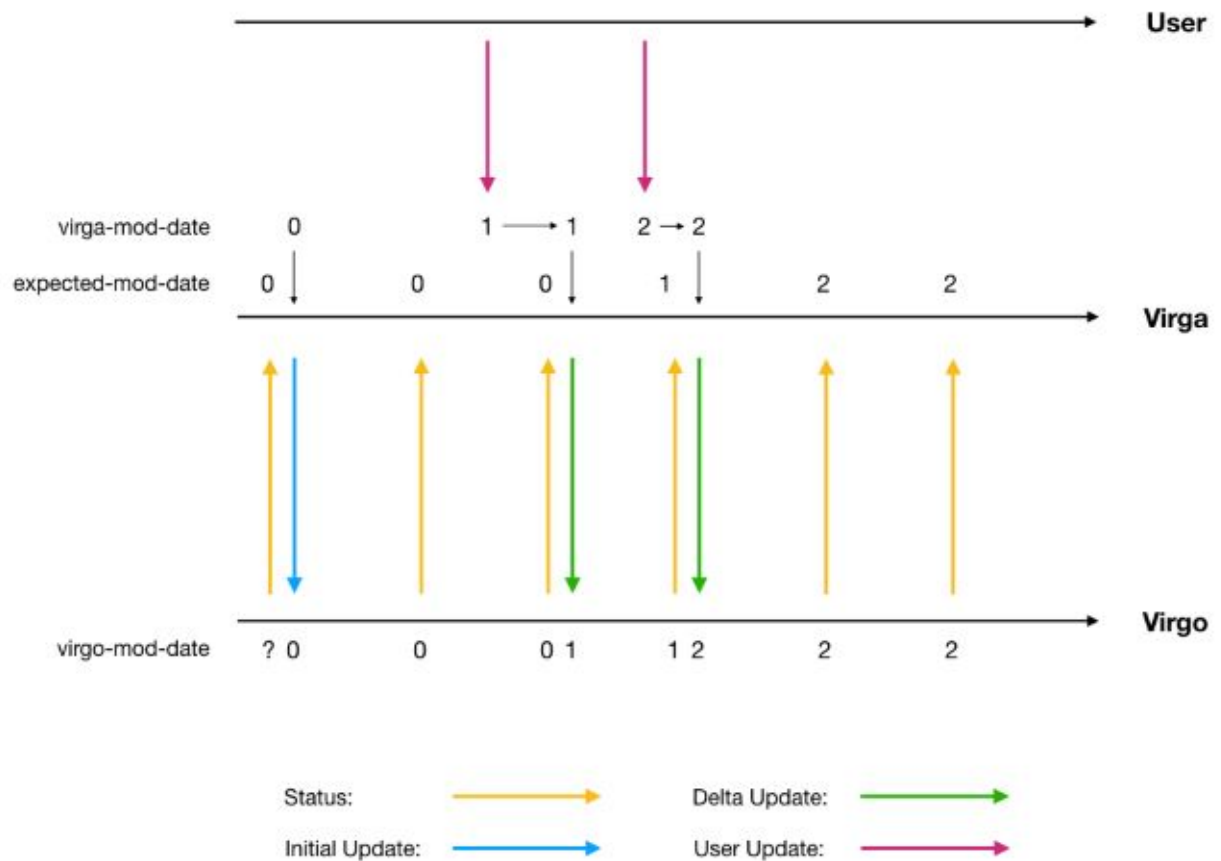 User
virga-mod-date 0 1 1 2 2
expected-mod-date 0 0 0 1 2 2
Virga
Virgo
virgo-mod-date ? 0 0 0 1 1 2 2 2
Status: Delta Update:
Initial Update: User Update: